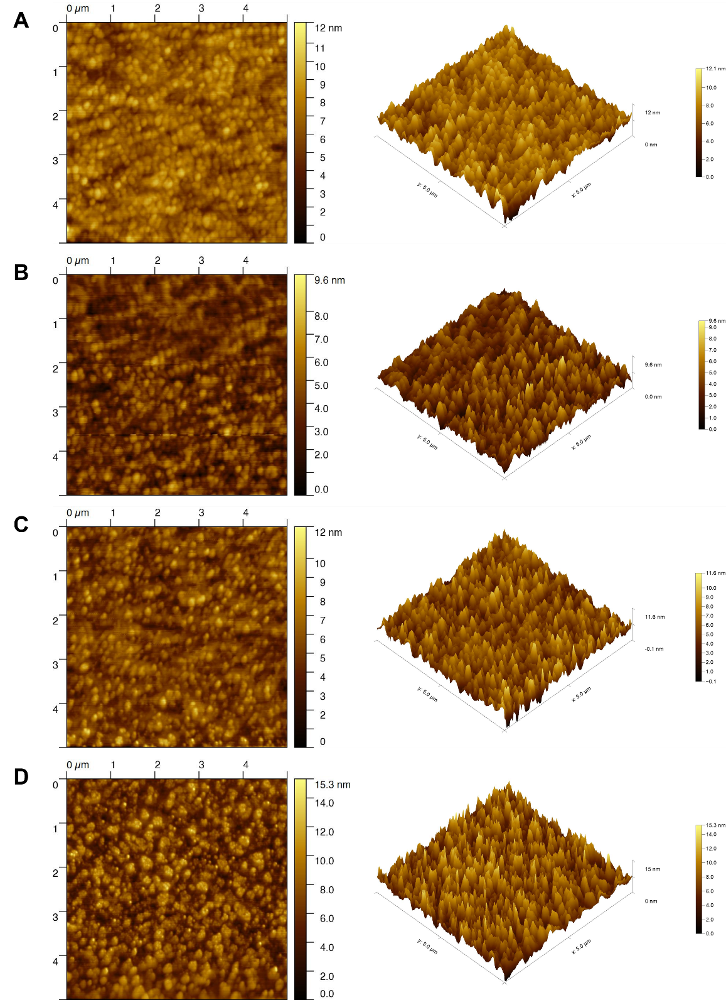 A
0 µm 1 2 3 4
0
1
2
3
4
12 nm
11
10
9
8
7
6
5
4
3
2
0
12 nm
0 nm
y: 5.0 µm
x: 5.0 µm
12.1 nm
10.0
8.0
6.0
4.0
2.0
0.0
B
0 µm 1 2 3 4
0
1
2
3
4
9.6 nm
8.0
7.0
6.0
5.0
4.0
3.0
2.0
0.0
9.6 nm
0.0 nm
y: 5.0 µm
x: 5.0 µm
9.6 nm
9.0
8.0
7.0
6.0
5.0
4.0
3.0
2.0
1.0
0.0
C
0 µm 1 2 3 4
0
1
2
3
4
12 nm
10
9
8
7
6
5
4
3
2
0
11.6 nm
-0.1 nm
y: 5.0 µm
x: 5.0 µm
11.6 nm
10.0
9.0
8.0
7.0
6.0
5.0
4.0
3.0
2.0
1.0
−0.1
D
0 µm 1 2 3 4
0
1
2
3
4
15.3 nm
14.0
12.0
10.0
8.0
6.0
4.0
2.0
0.0
15 nm
0 nm
y: 5.0 µm
x: 5.0 µm
15.3 nm
14.0
12.0
10.0
8.0
6.0
4.0
2.0
0.0